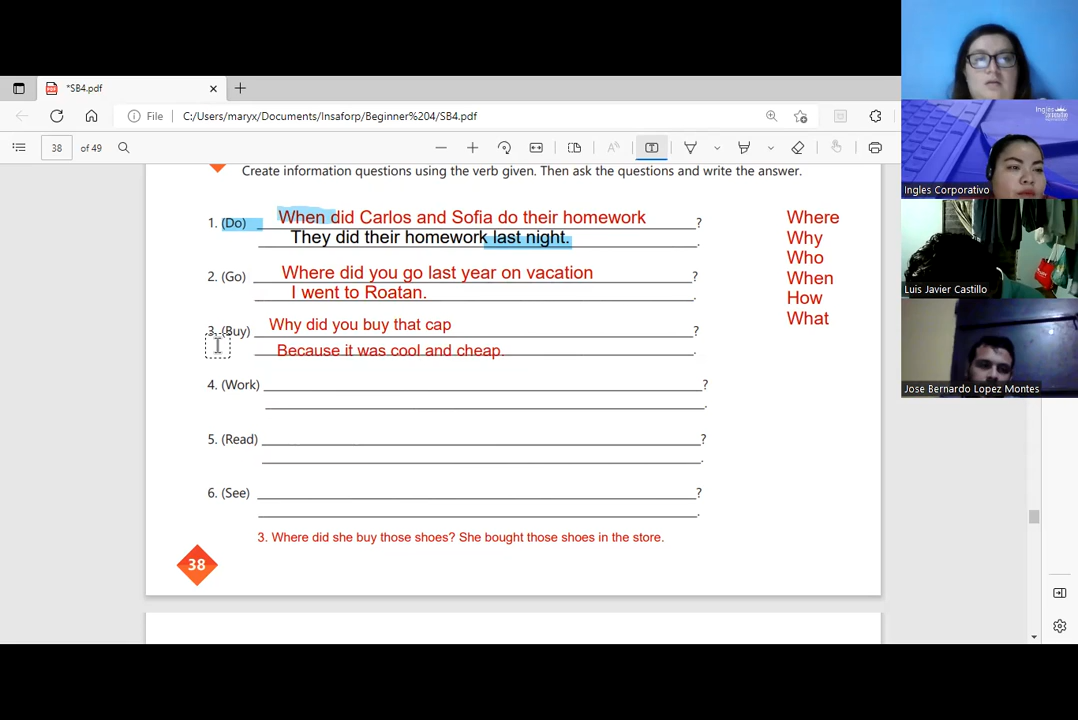 *SB4.pdf
File C:/Users/maryx/Documents/Insaforp/Beginner%204/SB4.pdf
38 of 49
Create information questions using the verb given. Then ask the questions and write the answer.
1. (Do) When did Carlos and Sofia do their homework ?
They did their homework last night. .
2. (Go) Where did you go last year on vacation ?
I went to Roatan. .
3. (Buy) Why did you buy that cap ?
Because it was cool and cheap. .
4. (Work) ?
.
5. (Read) ?
.
6. (See) ?
.
3. Where did she buy those shoes? She bought those shoes in the store.
38
Where
Why
Who
When
How
What
Ingles Corporativo
Luis Javier Castillo
Jose Bernardo Lopez Montes